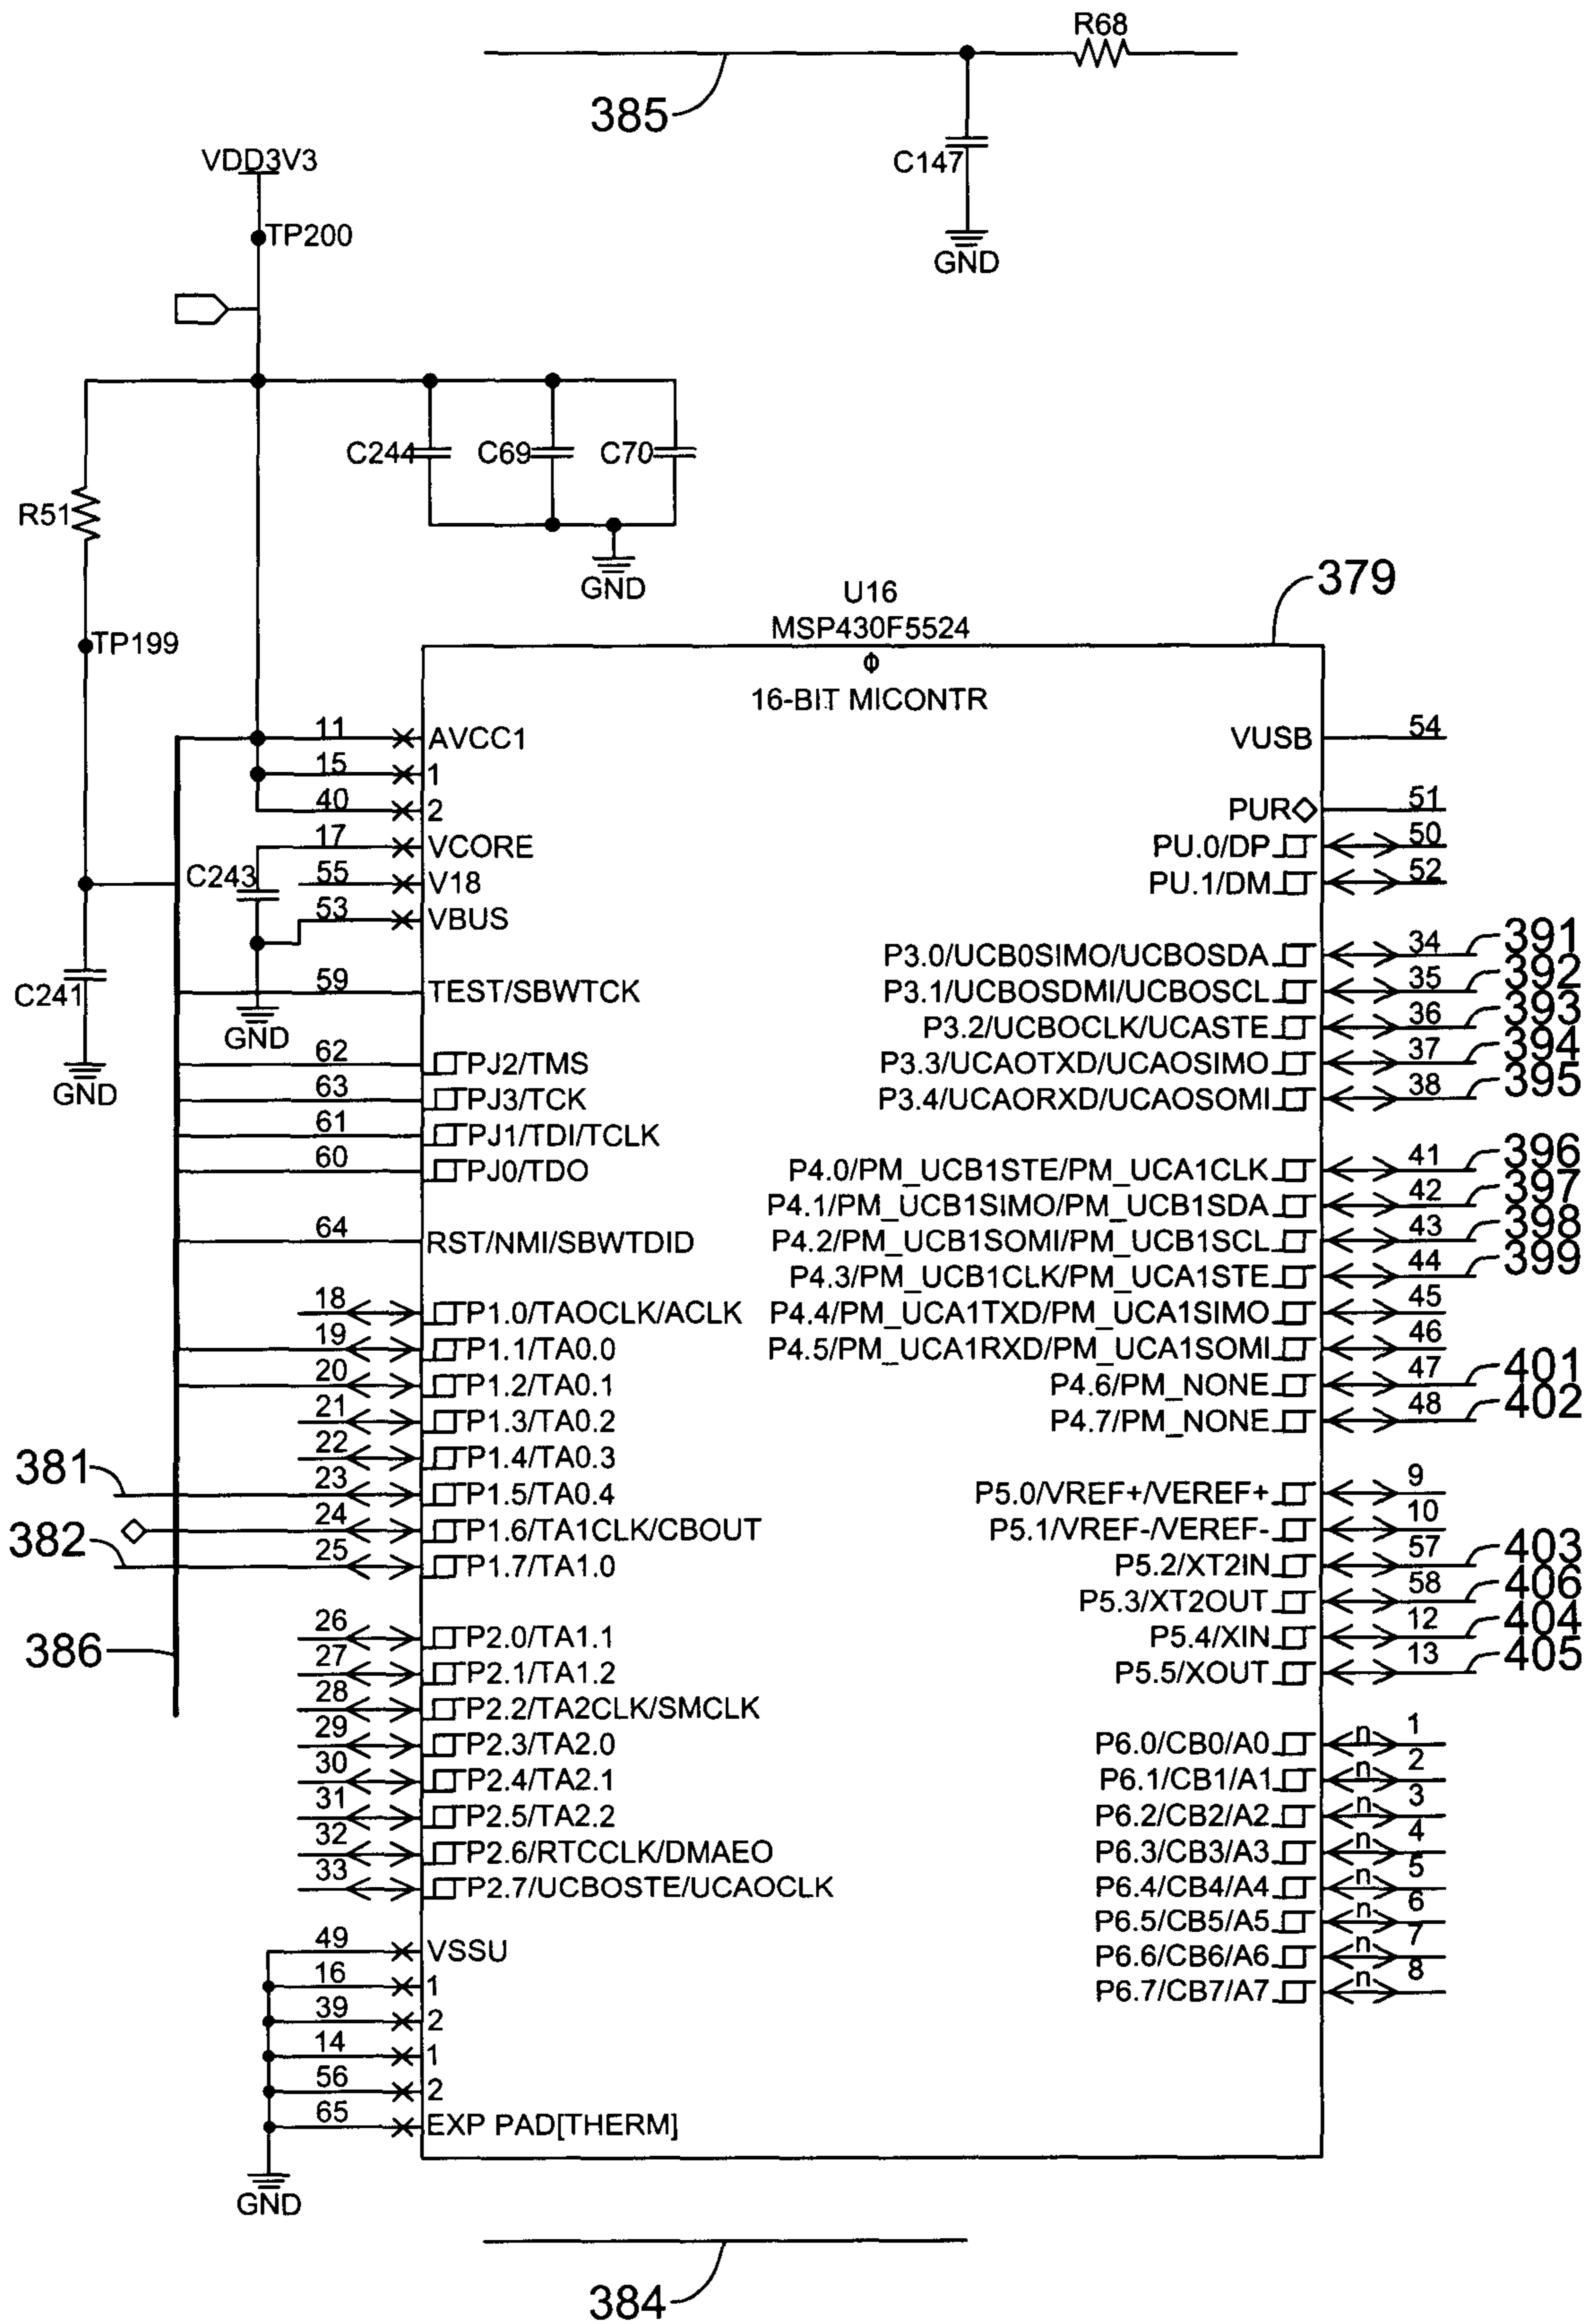 R68
385
C147
GND
VDD3V3
TP200
C244 C69 C70
R51
GND
TP199
U16
MSP430F5524
379
Φ
16-BIT MICONTR
11 AVCC1 VUSB 54
15 1
40 2 PUR 51
17 VCORE PU.0/DP 50
C243 55 V18 PU.1/DM 52
53 VBUS
P3.0/UCB0SIMO/UCBOSDA 34 391
C241 59 TEST/SBWTCK P3.1/UCBOSDMI/UCBOSCL 35 392
GND P3.2/UCBOCLK/UCASTE 36 393
62 PJ2/TMS P3.3/UCAOTXD/UCAOSIMO 37 394
GND 63 PJ3/TCK P3.4/UCAORXD/UCAOSOMI 38 395
61 PJ1/TDI/TCLK
60 PJ0/TDO P4.0/PM_UCB1STE/PM_UCA1CLK 41 396
P4.1/PM_UCB1SIMO/PM_UCB1SDA 42 397
64 RST/NMI/SBWTDID P4.2/PM_UCB1SOMI/PM_UCB1SCL 43 398
P4.3/PM_UCB1CLK/PM_UCA1STE 44 399
18 P1.0/TAOCLK/ACLK P4.4/PM_UCA1TXD/PM_UCA1SIMO 45
19 P1.1/TA0.0 P4.5/PM_UCA1RXD/PM_UCA1SOMI 46
20 P1.2/TA0.1 P4.6/PM_NONE 47 401
21 P1.3/TA0.2 P4.7/PM_NONE 48 402
22 P1.4/TA0.3
381 23 P1.5/TA0.4 P5.0/VREF+/VEREF+ 9
24 P1.6/TA1CLK/CBOUT P5.1/VREF-/VEREF- 10
382 25 P1.7/TA1.0 P5.2/XT2IN 57 403
P5.3/XT2OUT 58 406
26 P2.0/TA1.1 P5.4/XIN 12 404
386 27 P2.1/TA1.2 P5.5/XOUT 13 405
28 P2.2/TA2CLK/SMCLK
29 P2.3/TA2.0 P6.0/CB0/A0 n 1
30 P2.4/TA2.1 P6.1/CB1/A1 n 2
31 P2.5/TA2.2 P6.2/CB2/A2 n 3
32 P2.6/RTCCLK/DMAEO P6.3/CB3/A3 n 4
33 P2.7/UCBOSTE/UCAOCLK P6.4/CB4/A4 n 5
P6.5/CB5/A5 n 6
49 VSSU P6.6/CB6/A6 n 7
16 1 P6.7/CB7/A7 n 8
39 2
14 1
56 2
65 EXP PAD[THERM]
GND
384